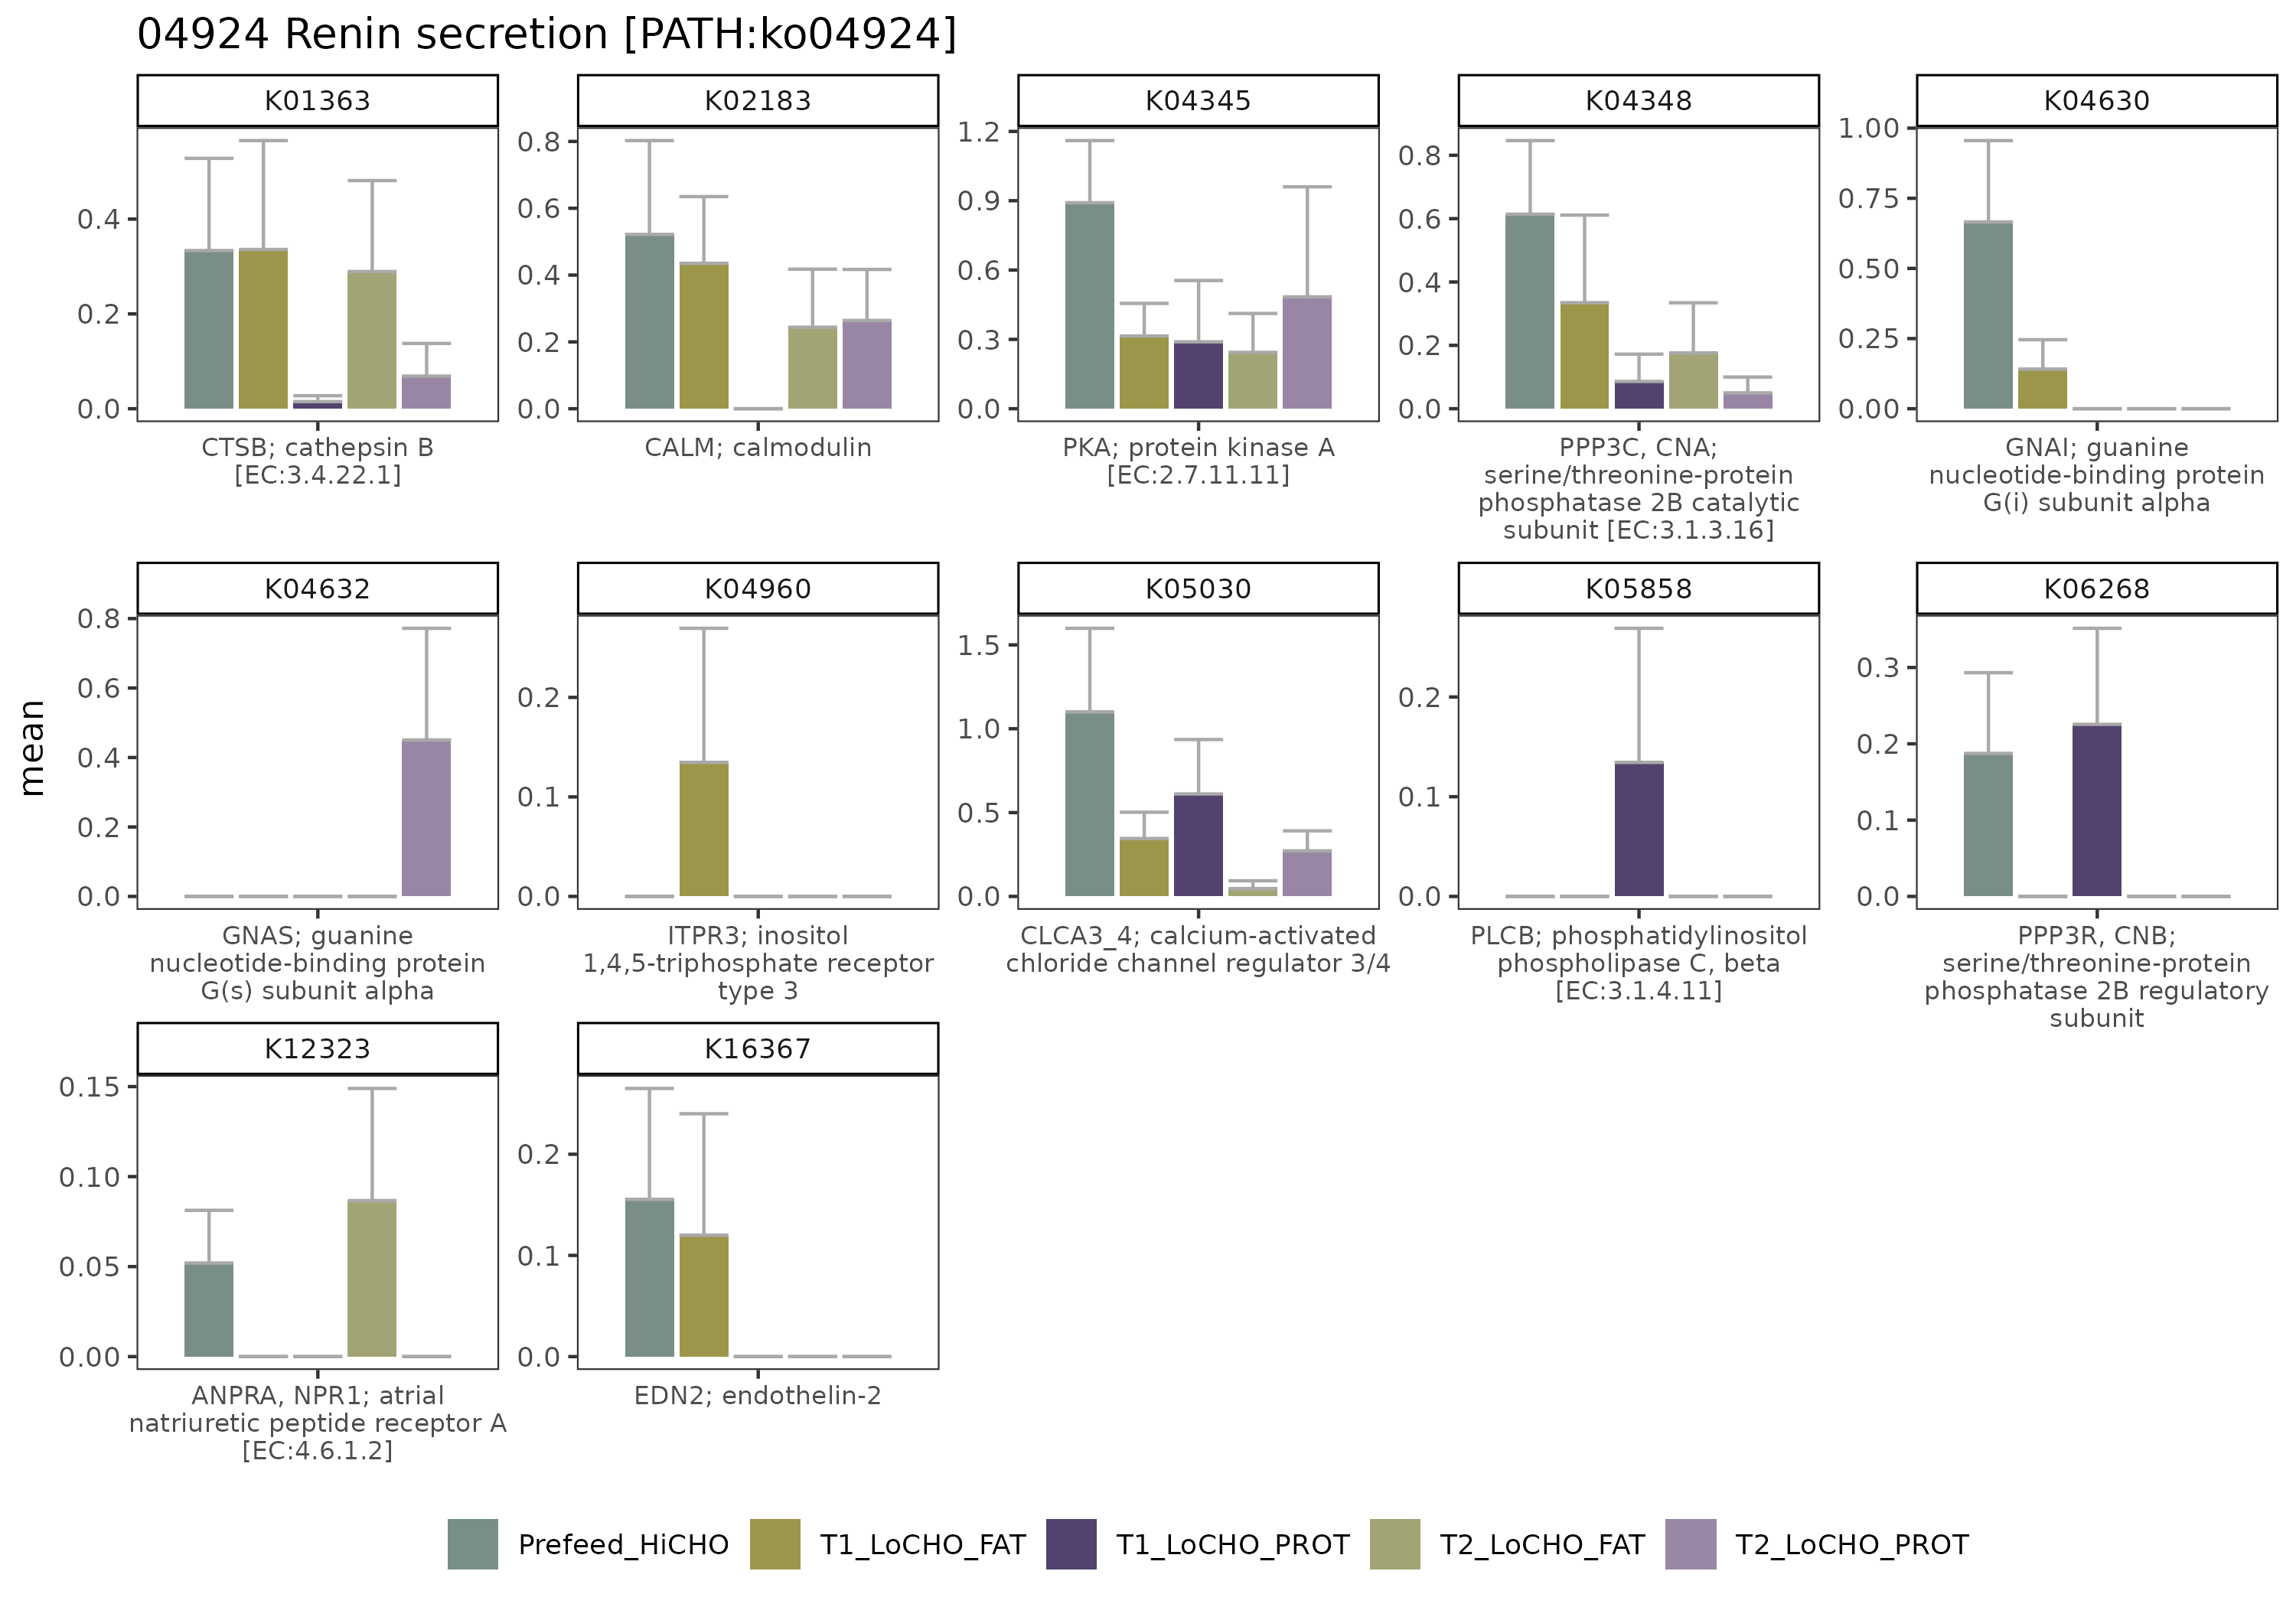 04924 Renin secretion [PATH:ko04924]
mean
K01363
0.4
0.2
0.0
CTSB; cathepsin B
[EC:3.4.22.1]
K02183
0.8
0.6
0.4
0.2
0.0
CALM; calmodulin
K04345
1.2
0.9
0.6
0.3
0.0
PKA; protein kinase A
[EC:2.7.11.11]
K04348
0.8
0.6
0.4
0.2
0.0
PPP3C, CNA;
serine/threonine-protein
phosphatase 2B catalytic
subunit [EC:3.1.3.16]
K04630
1.00
0.75
0.50
0.25
0.00
GNAI; guanine
nucleotide-binding protein
G(i) subunit alpha
K04632
0.8
0.6
0.4
0.2
0.0
GNAS; guanine
nucleotide-binding protein
G(s) subunit alpha
K04960
0.2
0.1
0.0
ITPR3; inositol
1,4,5-triphosphate receptor
type 3
K05030
1.5
1.0
0.5
0.0
CLCA3_4; calcium-activated
chloride channel regulator 3/4
K05858
0.2
0.1
0.0
PLCB; phosphatidylinositol
phospholipase C, beta
[EC:3.1.4.11]
K06268
0.3
0.2
0.1
0.0
PPP3R, CNB;
serine/threonine-protein
phosphatase 2B regulatory
subunit
K12323
0.15
0.10
0.05
0.00
ANPRA, NPR1; atrial
natriuretic peptide receptor A
[EC:4.6.1.2]
K16367
0.2
0.1
0.0
EDN2; endothelin-2
Prefeed_HiCHO
T1_LoCHO_FAT
T1_LoCHO_PROT
T2_LoCHO_FAT
T2_LoCHO_PROT